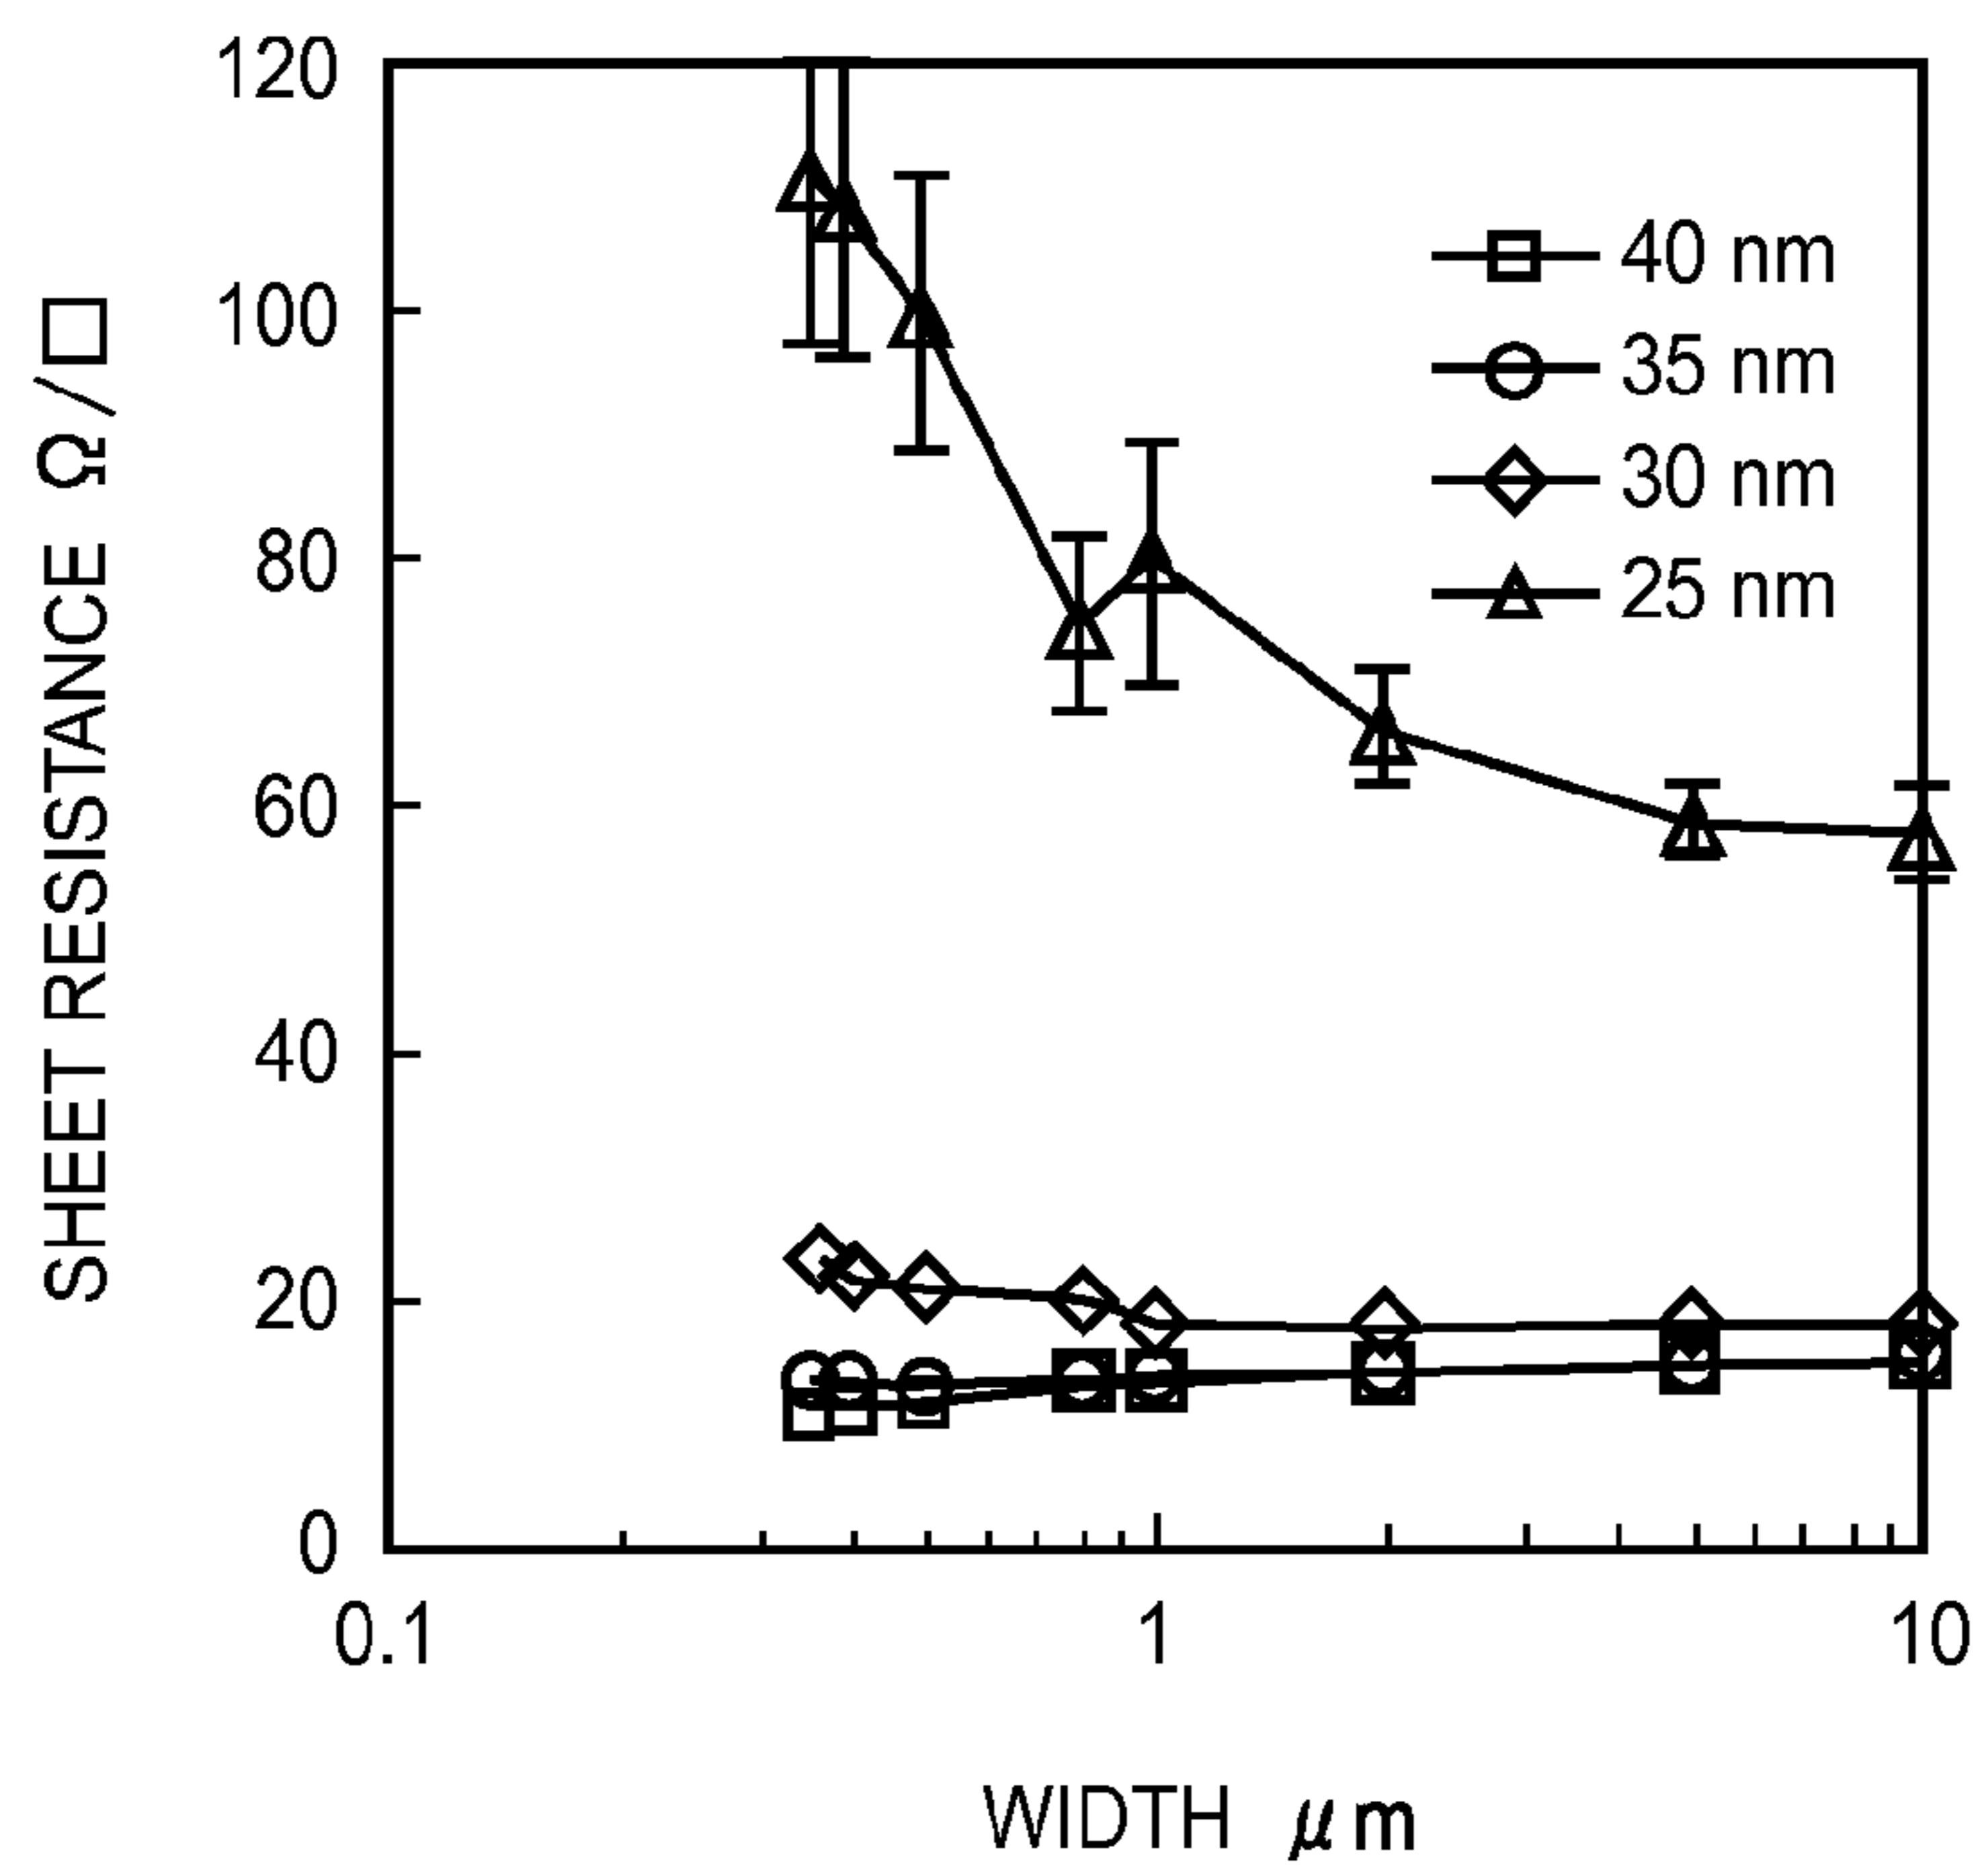 120
100
80
60
40
20
0
SHEET RESISTANCE Ω/□
40 nm
35 nm
30 nm
25 nm
0.1
1
10
WIDTH μm